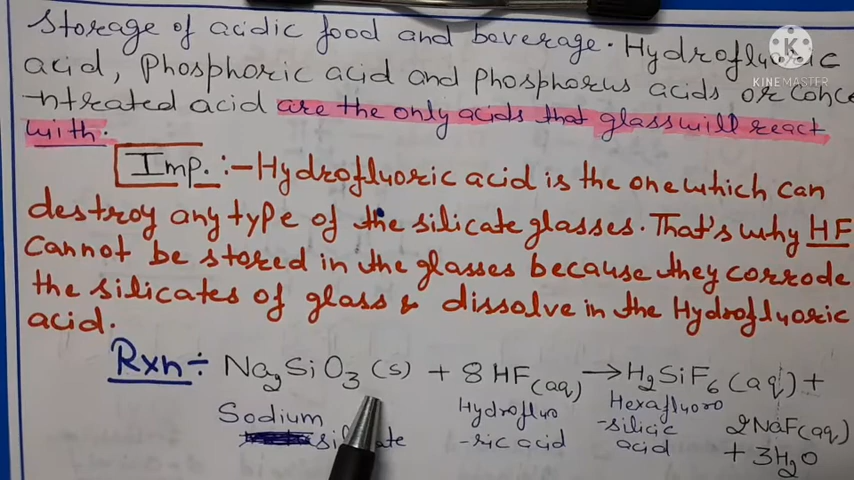 storage of acidic food and beverage. Hydrofluoric
acid, Phosphoric acid and Phosphorus acids or conce
-ntrated acid are the only acids that glass will react
with.
Imp. :- Hydrofluoric acid is the one which can
destroy any type of the silicate glasses. That's why HF
cannot be stored in the glasses because they corrode
the silicates of glass & dissolve in the Hydrofluoric
acid.
Rxn ÷ Na2SiO3(s) + 8HF(aq) → H2SiF6(aq) +
Sodium
Hydrofluo
-ric acid
Hexafluoro
-silicic
acid
2NaF(aq)
+ 3H2O
KINEMASTER